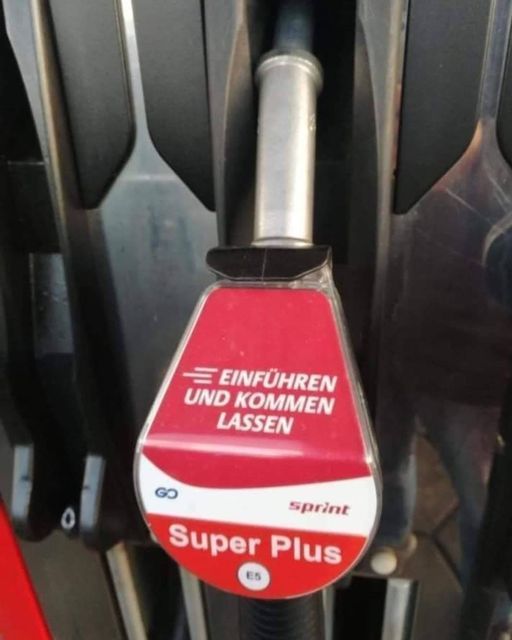 EINFÜHREN
UND KOMMEN
LASSEN
GO
sprint
Super Plus
E5